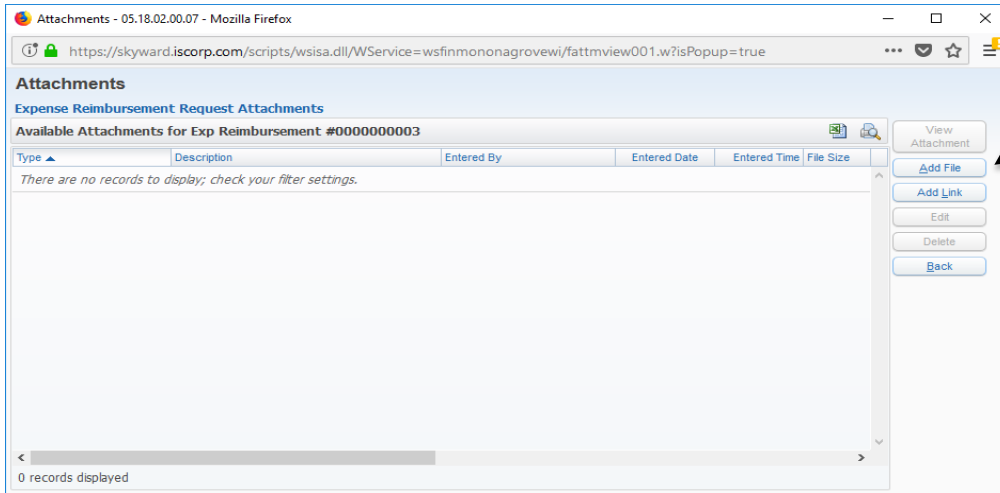 Attachments - 05.18.02.00.07 - Mozilla Firefox
https://skyward.iscorp.com/scripts/wsisa.dll/WService=wsfinmononagrovewi/fattmview001.w?isPopup=true
Attachments
Expense Reimbursement Request Attachments
Available Attachments for Exp Reimbursement #0000000003
Type Description Entered By Entered Date Entered Time File Size
There are no records to display; check your filter settings.
0 records displayed
View Attachment
Add File
Add Link
Edit
Delete
Back